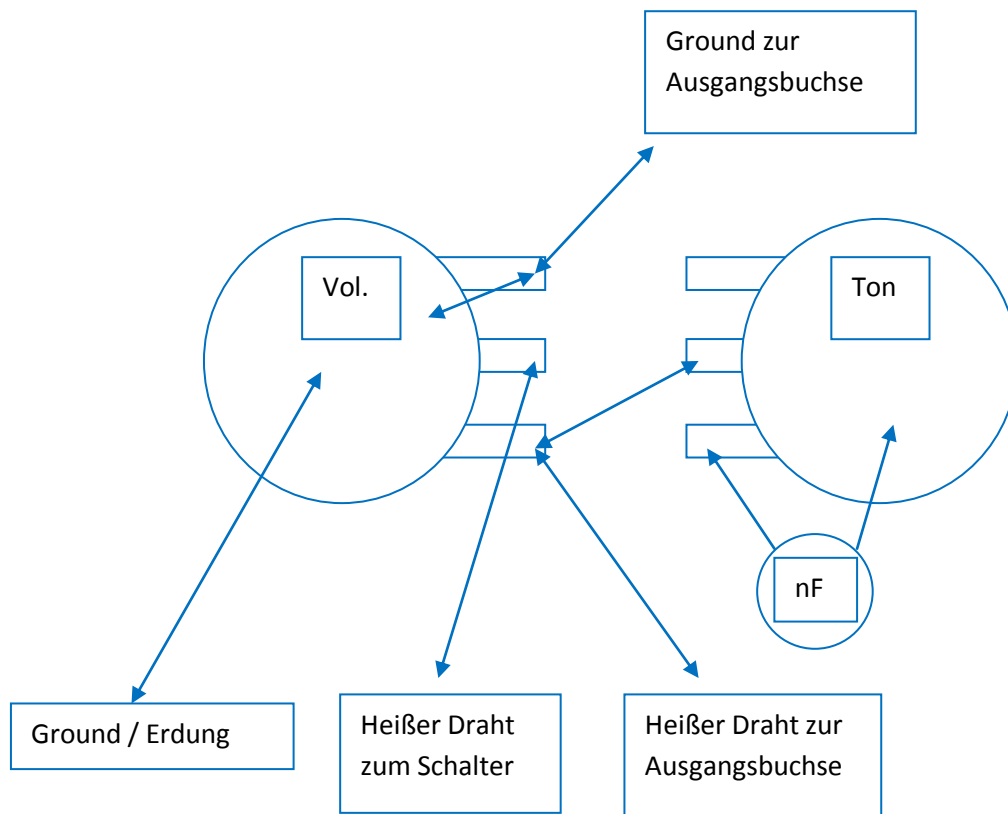 Ground zur
Ausgangsbuchse
Vol.
Ton
nF
Ground / Erdung
Heißer Draht
zum Schalter
Heißer Draht zur
Ausgangsbuchse